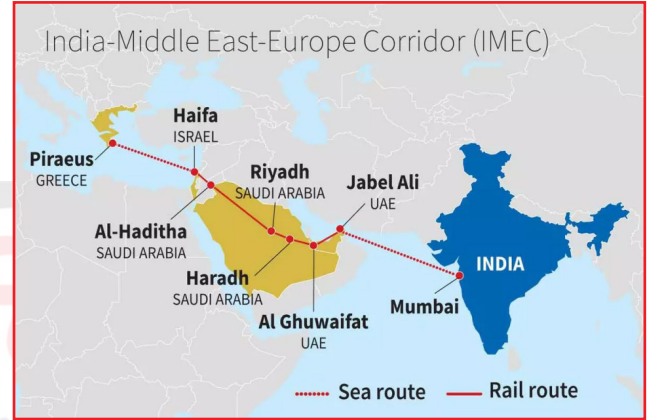 India-Middle East-Europe Corridor (IMEC)
Haifa
ISRAEL
Piraeus
GREECE
Riyadh
SAUDI ARABIA
Jabel Ali
UAE
Al-Haditha
SAUDI ARABIA
Haradh
SAUDI ARABIA
Al Ghuwaifat
UAE
INDIA
Mumbai
Sea route
Rail route